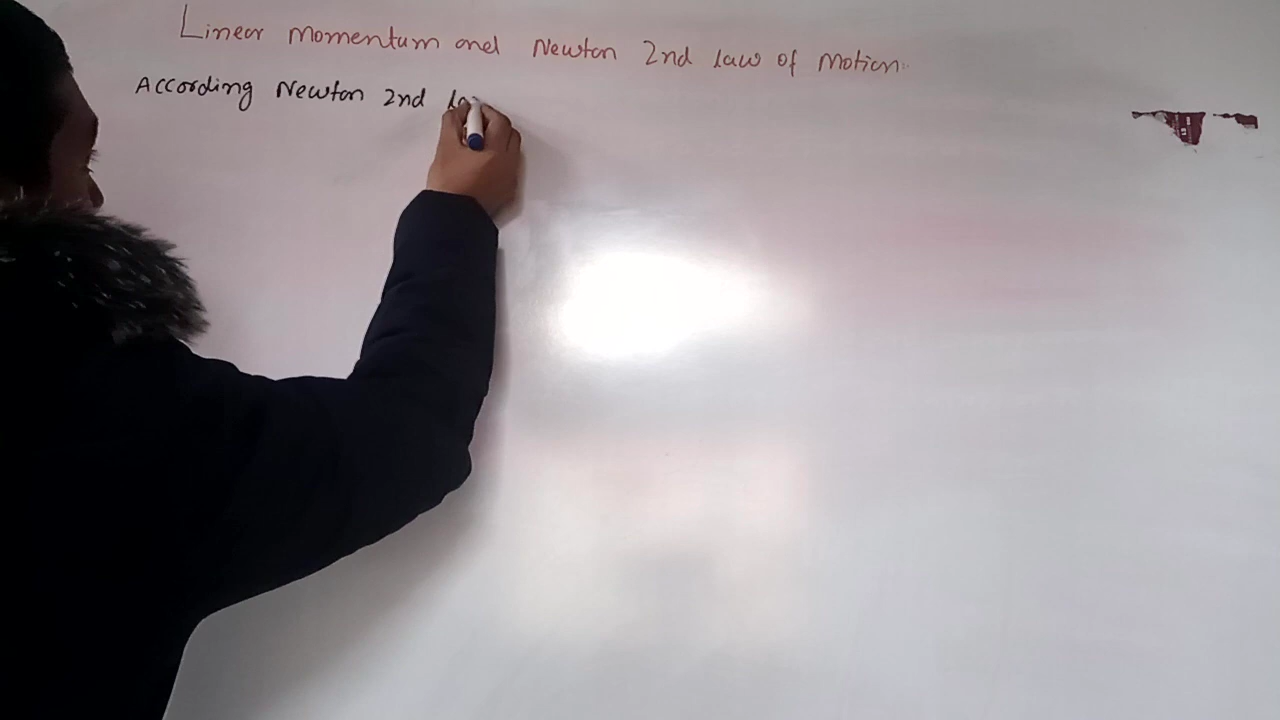 Linear Momentum and Newton 2nd law of Motion.
According Newton 2nd